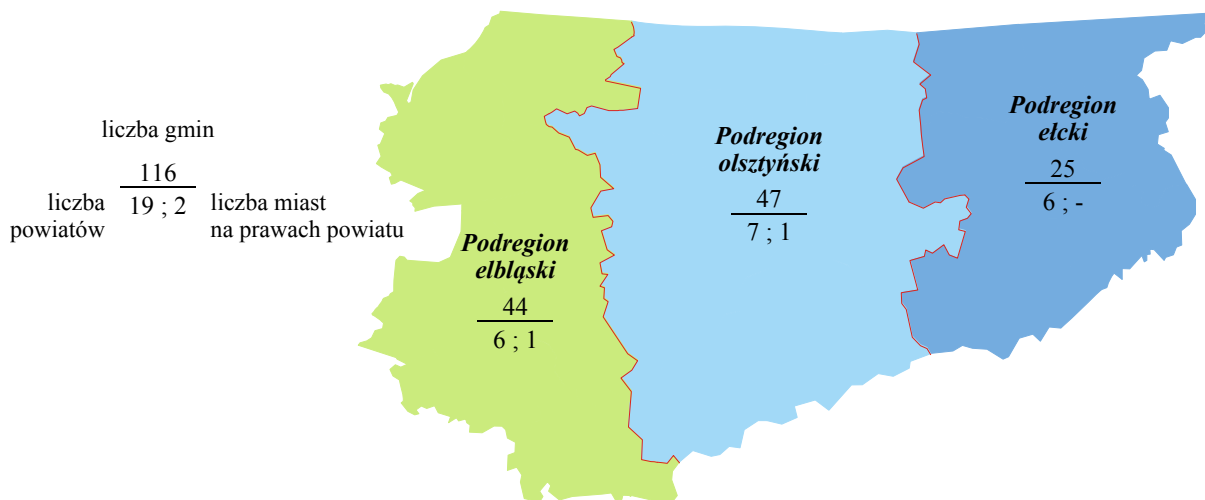 liczba gmin
116
19 ; 2
liczba
powiatów
liczba miast
na prawach powiatu
Podregion
elbląski
44
6 ; 1
Podregion
olsztyński
47
7 ; 1
Podregion
ełcki
25
6 ; -